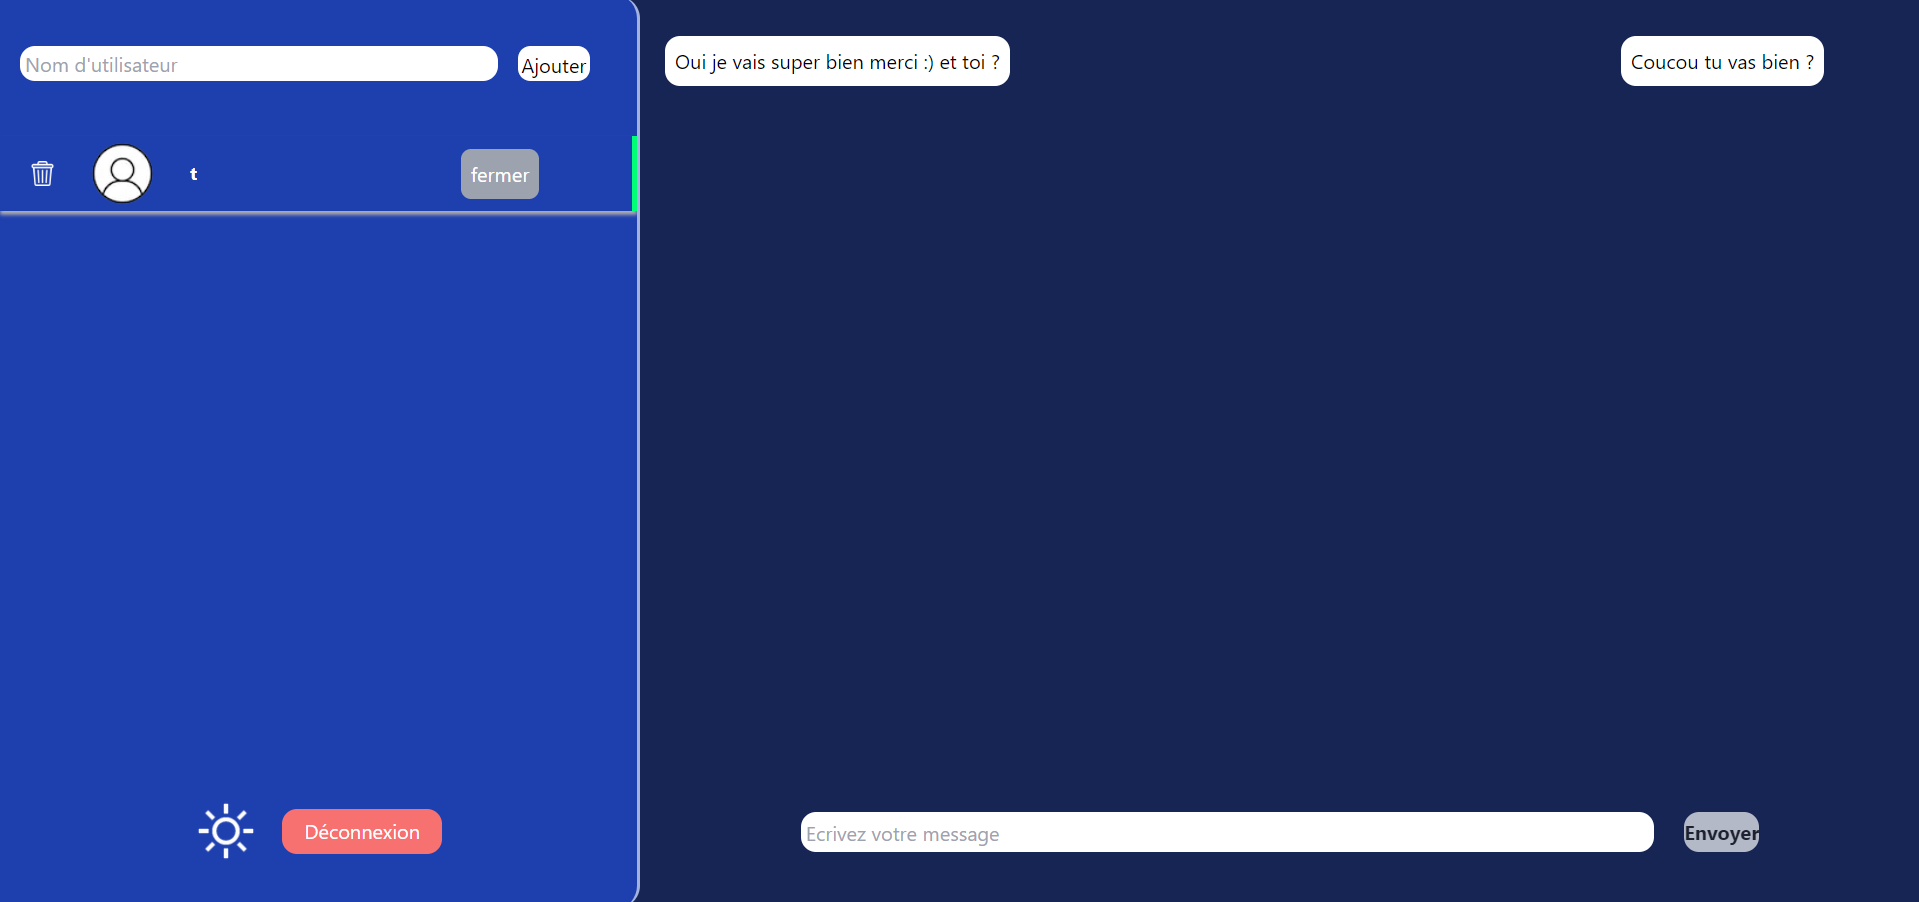 Nom d'utilisateur
Ajouter
t
fermer
Déconnexion
Oui je vais super bien merci :) et toi ?
Coucou tu vas bien ?
Ecrivez votre message
Envoyer